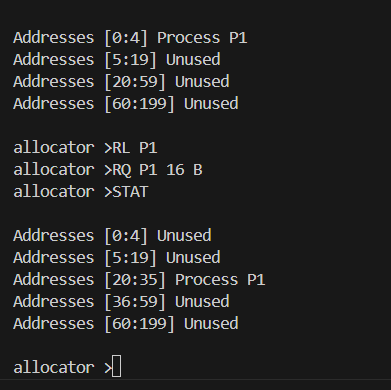 Addresses [0:4] Process P1
Addresses [5:19] Unused
Addresses [20:59] Unused
Addresses [60:199] Unused
allocator >RL P1
allocator >RQ P1 16 B
allocator >STAT
Addresses [0:4] Unused
Addresses [5:19] Unused
Addresses [20:35] Process P1
Addresses [36:59] Unused
Addresses [60:199] Unused
allocator >